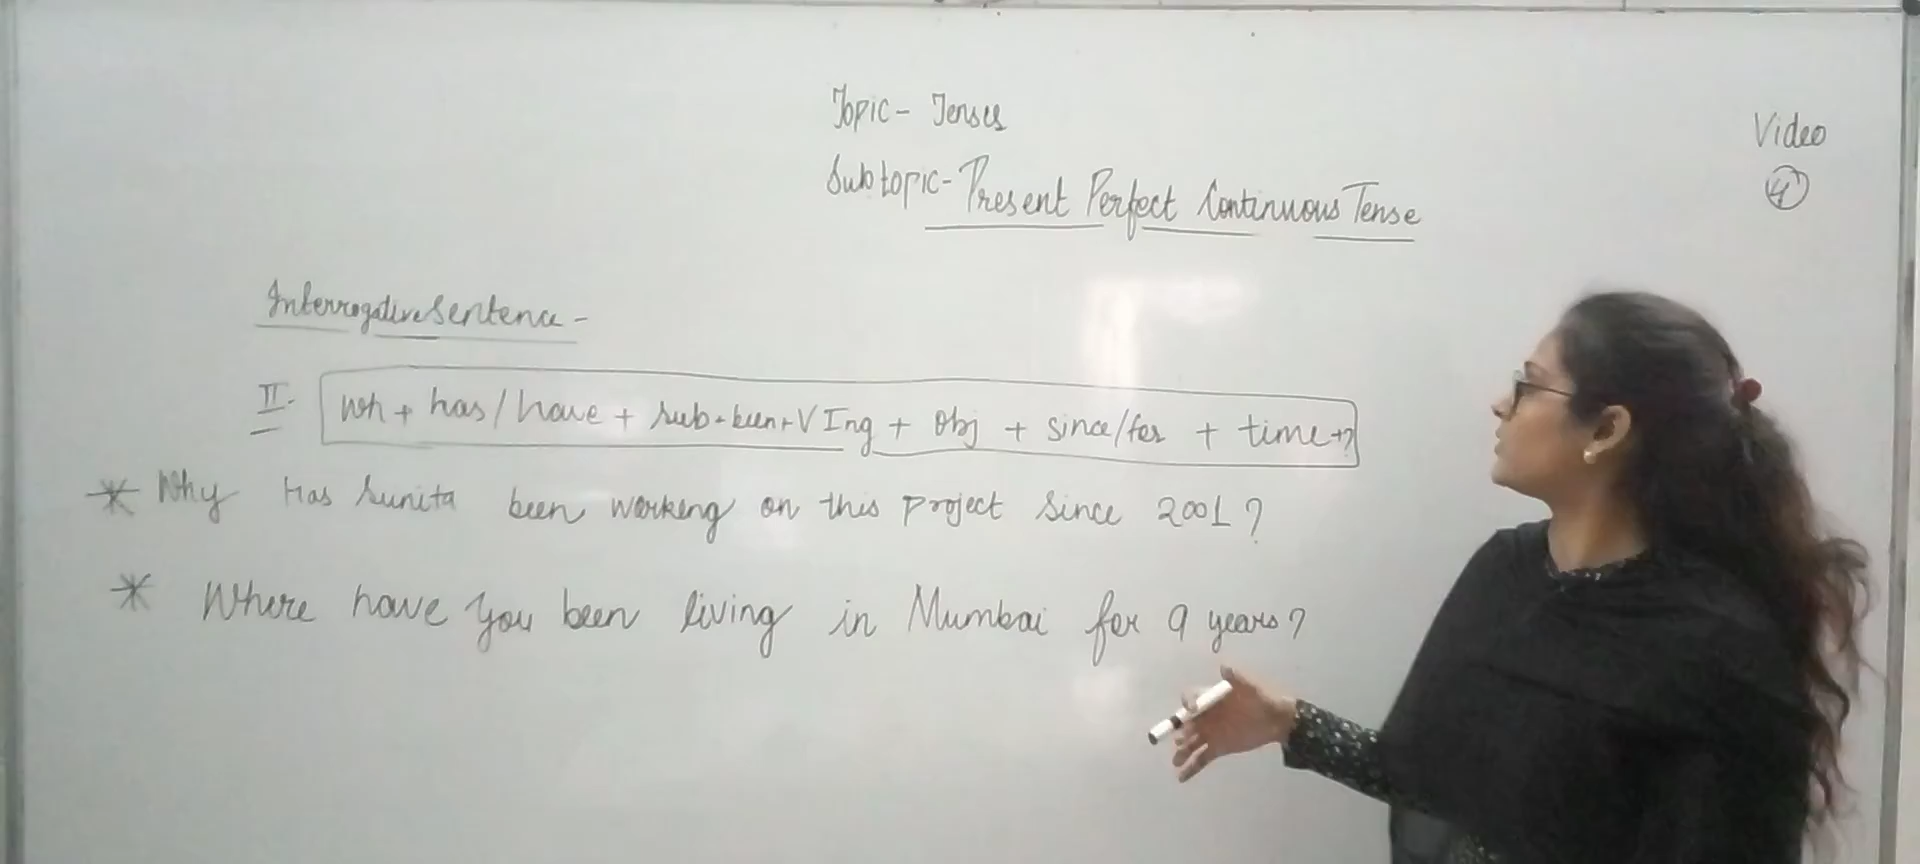 Topic - Tenses
Subtopic - Present Perfect Continuous Tense
Video
4
Interrogative Sentence -
II. Wh + has/have + sub + been + V Ing + Obj + since/for + time + ?
* Why Has Sunita been working on this project since 2001 ?
* Where have you been living in Mumbai for 9 years ?